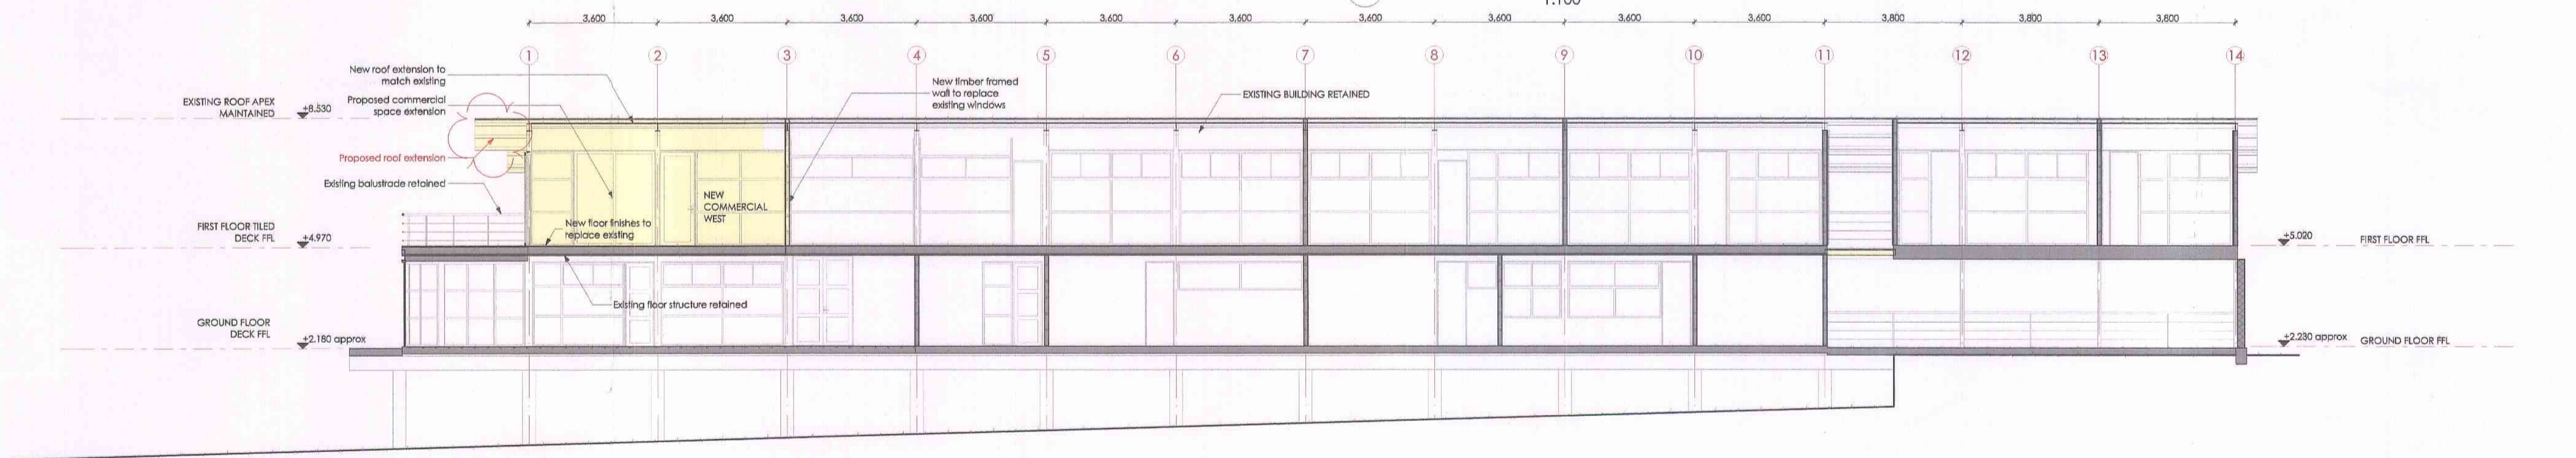 1:100
3,600 3,600 3,600 3,600 3,600 3,600 3,600 3,600 3,600 3,600 3,800 3,800 3,800
1 2 3 4 5 6 7 8 9 10 11 12 13 14
New roof extension to
match existing
Proposed commercial
space extension
EXISTING ROOF APEX
MAINTAINED
+8.530
Proposed roof extension
Existing balustrade retained
New timber framed
wall to replace
existing windows
EXISTING BUILDING RETAINED
NEW
COMMERCIAL
WEST
New floor finishes to
replace existing
FIRST FLOOR TILED
DECK FFL
+4.970
+5.020
FIRST FLOOR FFL
Existing floor structure retained
GROUND FLOOR
DECK FFL
+2.180 approx
+2.230 approx
GROUND FLOOR FFL